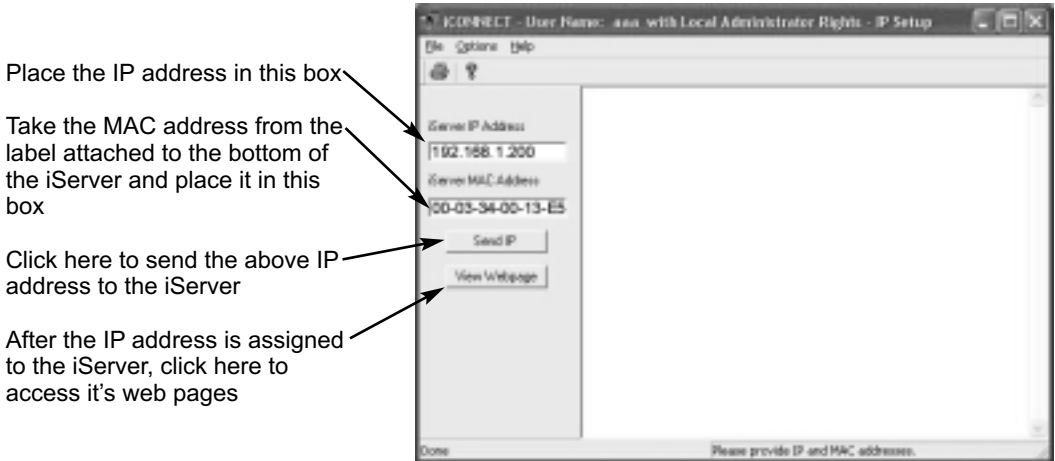 iCONNECT - User Name: aaa with Local Administrator Rights - IP Setup
File Options Help
Place the IP address in this box
Take the MAC address from the
label attached to the bottom of
the iServer and place it in this
box
Click here to send the above IP
address to the iServer
After the IP address is assigned
to the iServer, click here to
access it’s web pages
iServer IP Address
192.168.1.200
iServer MAC Address
00-03-34-00-13-E5
Send IP
View Webpage
Done
Please provide IP and MAC addresses.